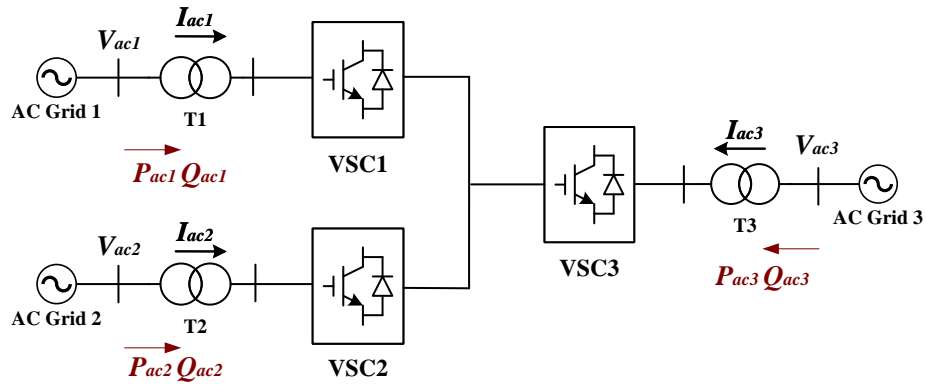 Iac1
Vac1
AC Grid 1
T1
Pac1 Qac1
VSC1
Iac2
Vac2
AC Grid 2
T2
Pac2 Qac2
VSC2
Iac3
Vac3
VSC3
T3
AC Grid 3
Pac3 Qac3